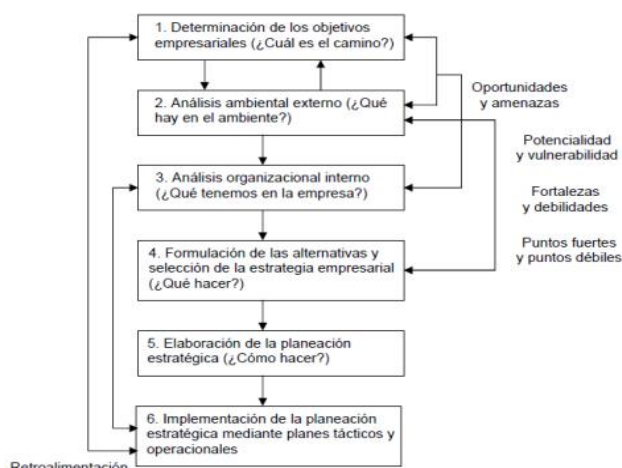 1. Determinación de los objetivos
empresariales (¿Cuál es el camino?)
2. Análisis ambiental externo (¿Qué
hay en el ambiente?)
3. Análisis organizacional interno
(¿Qué tenemos en la empresa?)
4. Formulación de las alternativas y
selección de la estrategia empresarial
(¿Qué hacer?)
5. Elaboración de la planeación
estratégica (¿Cómo hacer?)
6. Implementación de la planeación
estratégica mediante planes tácticos y
operacionales
Oportunidades
y amenazas
Potencialidad
y vulnerabilidad
Fortalezas
y debilidades
Puntos fuertes
y puntos débiles
Retroalimentación